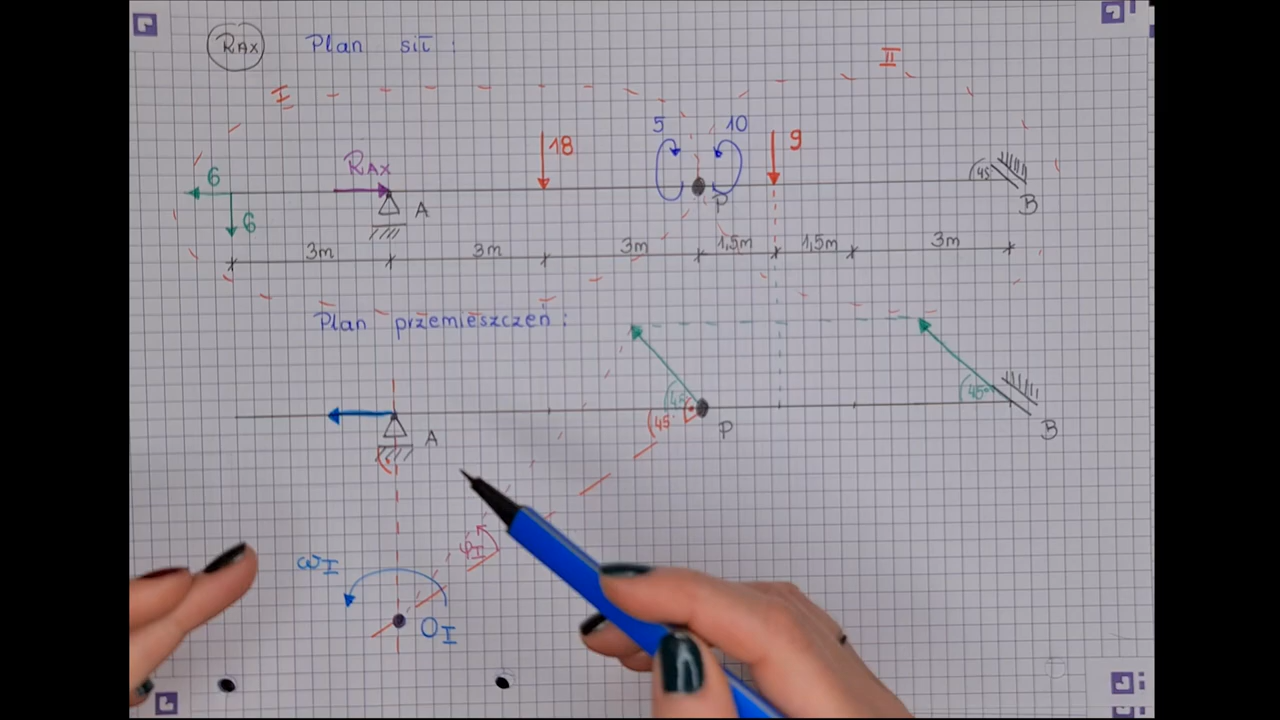 RAX Plan sił :
I II
6 RAX 18 5 10 9 45
6 A P B
3m 3m 3m 1,5m 1,5m 3m
Plan przemieszczeń :
45 45°
45° P B
A
φI
ωI
OI